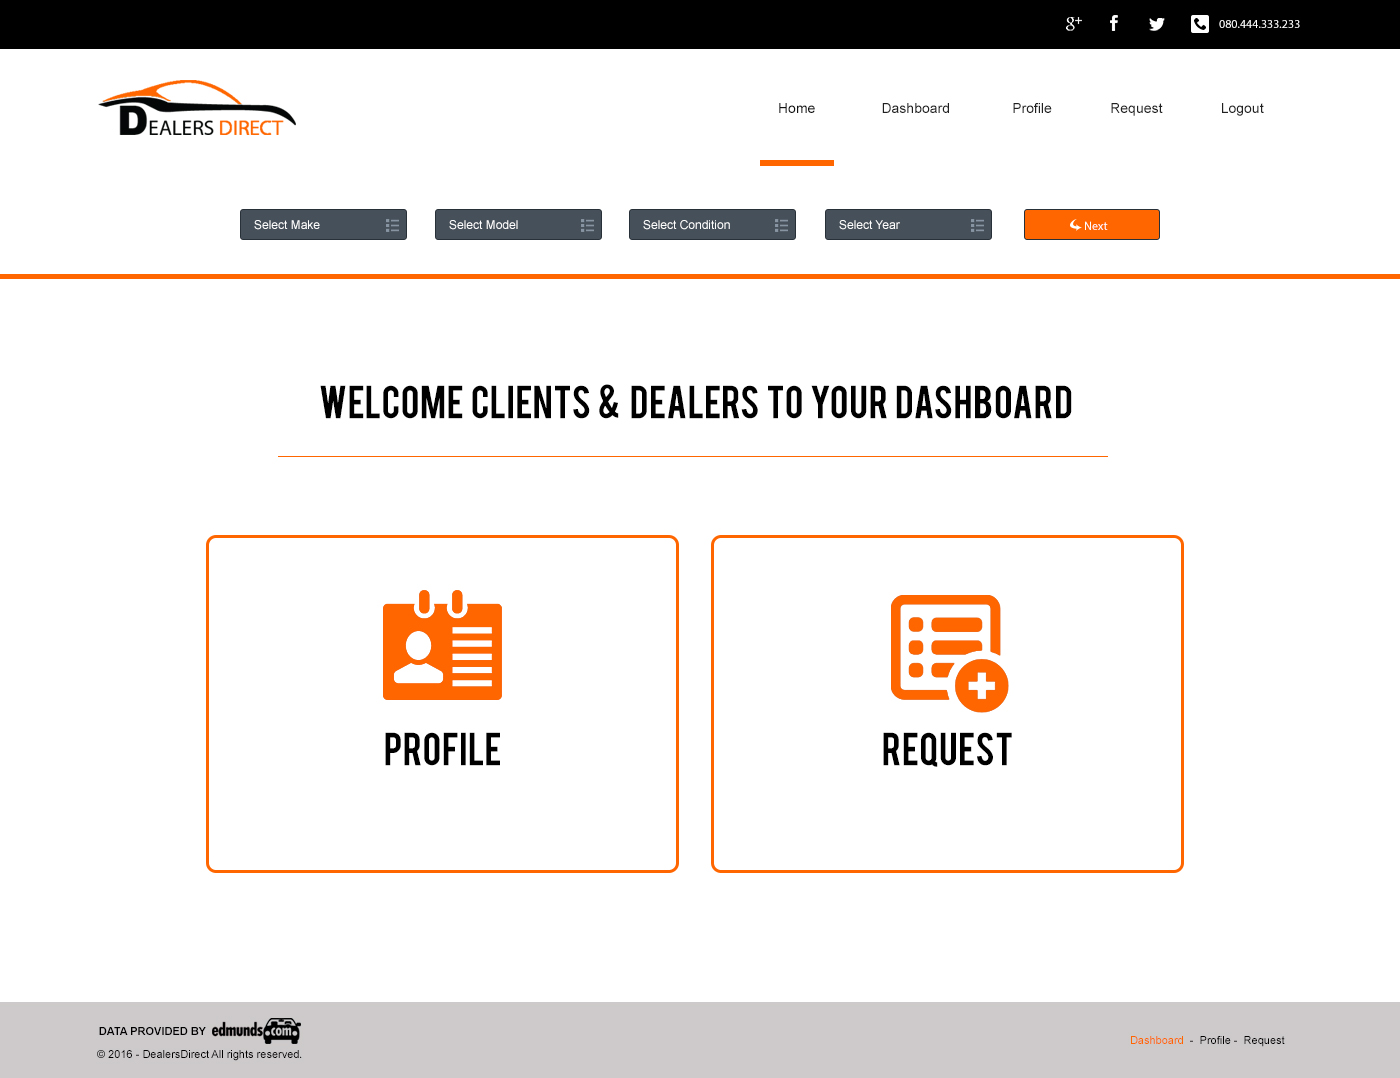 080.444.333.233
DEALERS DIRECT
Home Dashboard Profile Request Logout
Select Make Select Model Select Condition Select Year Next
WELCOME CLIENTS & DEALERS TO YOUR DASHBOARD
PROFILE REQUEST
DATA PROVIDED BY edmunds.com
© 2016 - DealersDirect All rights reserved.
Dashboard - Profile - Request